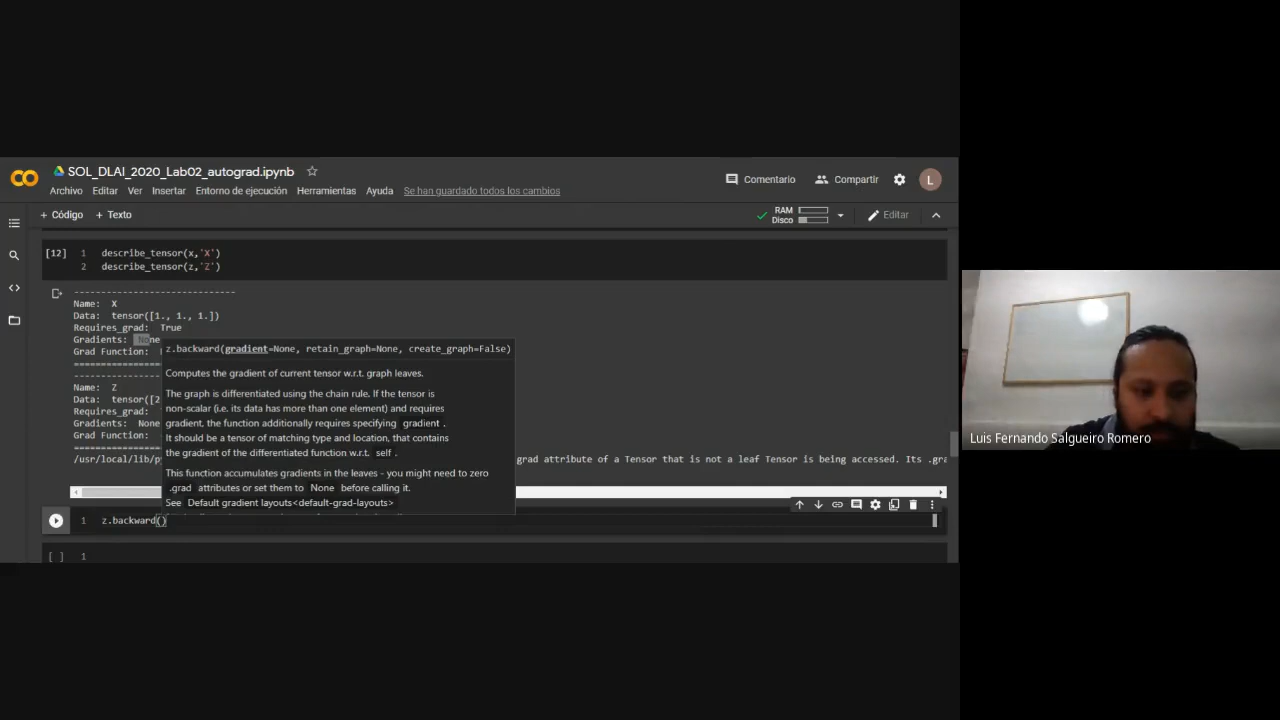 SOL_DLAI_2020_Lab02_autograd.ipynb
Comentario
Compartir
L
Archivo Editar Ver Insertar Entorno de ejecución Herramientas Ayuda Se han guardado todos los cambios
+ Código + Texto
RAM
Disco
Editar
[12] 1 describe_tensor(x,'X')
2 describe_tensor(z,'Z')
-----------------------------
Name: X
Data: tensor([1., 1., 1.])
Requires_grad: True
Gradients: None
Grad Function:
z.backward(gradient=None, retain_graph=None, create_graph=False)
Computes the gradient of current tensor w.r.t. graph leaves.
The graph is differentiated using the chain rule. If the tensor is
non-scalar (i.e. its data has more than one element) and requires
gradient, the function additionally requires specifying gradient .
It should be a tensor of matching type and location, that contains
the gradient of the differentiated function w.r.t. self .
This function accumulates gradients in the leaves - you might need to zero
.grad attributes or set them to None before calling it.
See Default gradient layouts<default-grad-layouts>
Name: Z
Data: tensor([2
Requires_grad:
Gradients: None
Grad Function:
/usr/local/lib/py
grad attribute of a Tensor that is not a leaf Tensor is being accessed. Its .gra
1 z.backward()
[ ] 1
Luis Fernando Salgueiro Romero